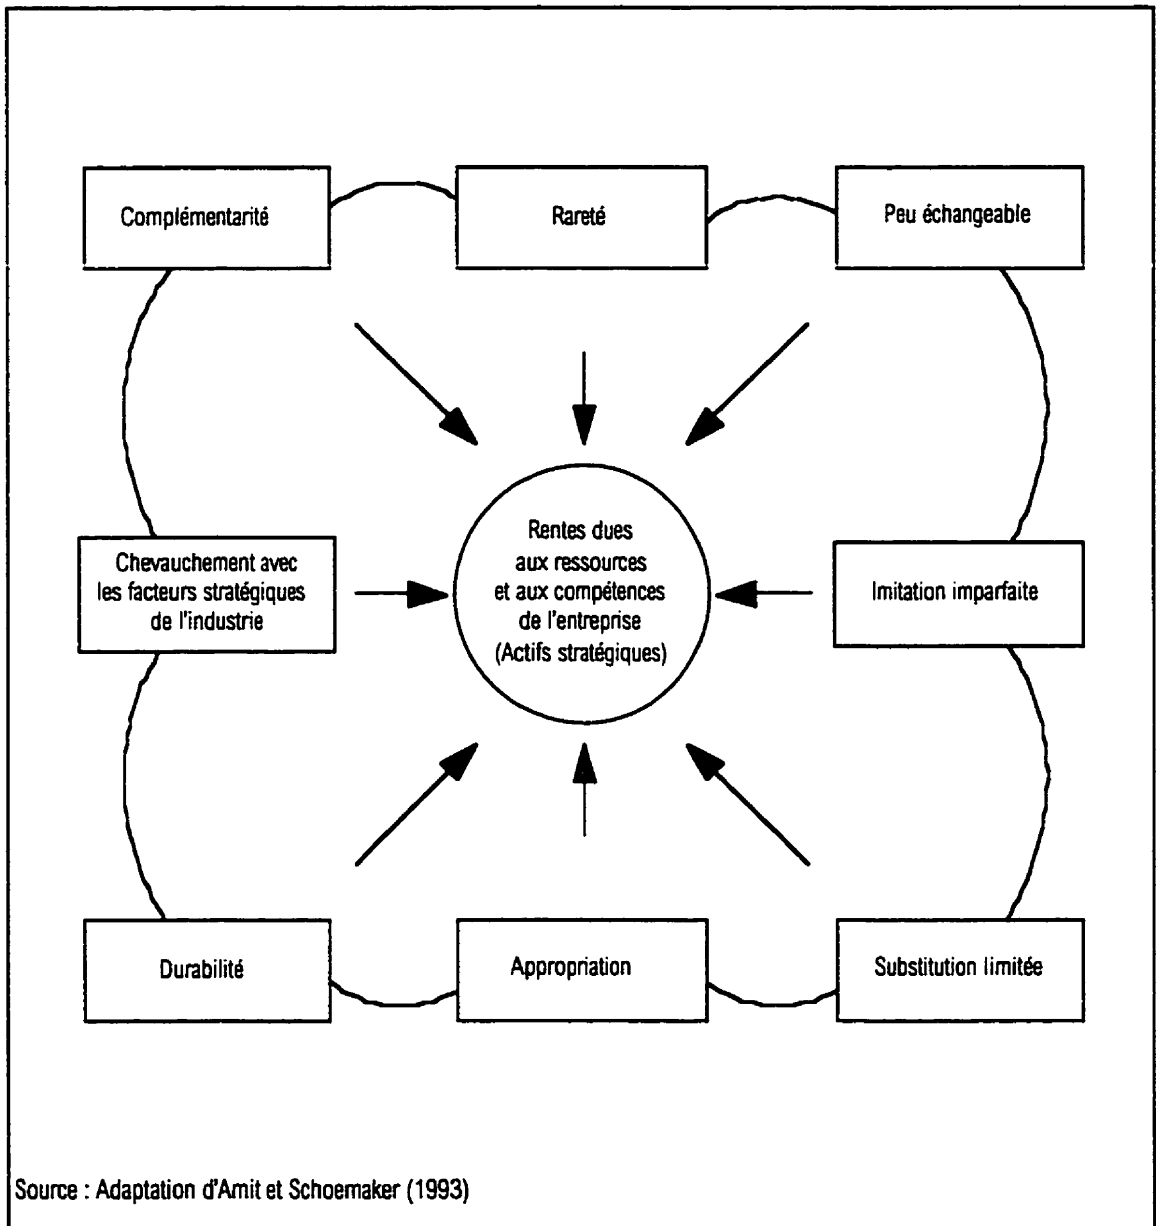 Complémentarité
Rareté
Peu échangeable
Chevauchement avec
les facteurs stratégiques
de l'industrie
Rentes dues
aux ressources
et aux compétences
de l'entreprise
(Actifs stratégiques)
Imitation imparfaite
Durabilité
Appropriation
Substitution limitée
Source : Adaptation d'Amit et Schoemaker (1993)